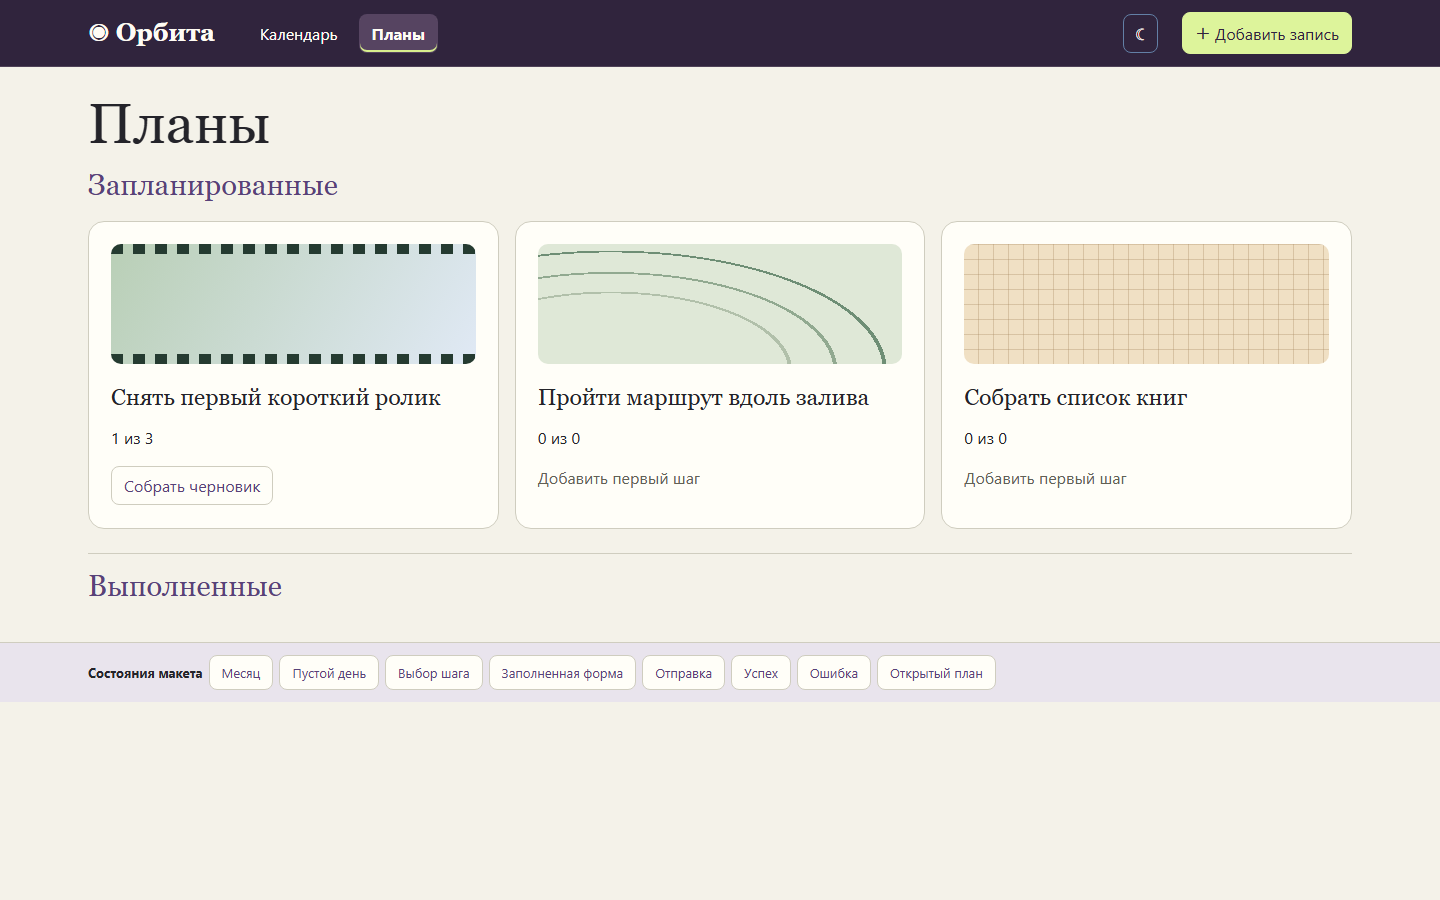 Орбита Календарь Планы + Добавить запись
Планы
Запланированные
Снять первый короткий ролик
1 из 3
Собрать черновик
Пройти маршрут вдоль залива
0 из 0
Добавить первый шаг
Собрать список книг
0 из 0
Добавить первый шаг
Выполненные
Состояния макета Месяц Пустой день Выбор шага Заполненная форма Отправка Успех Ошибка Открытый план